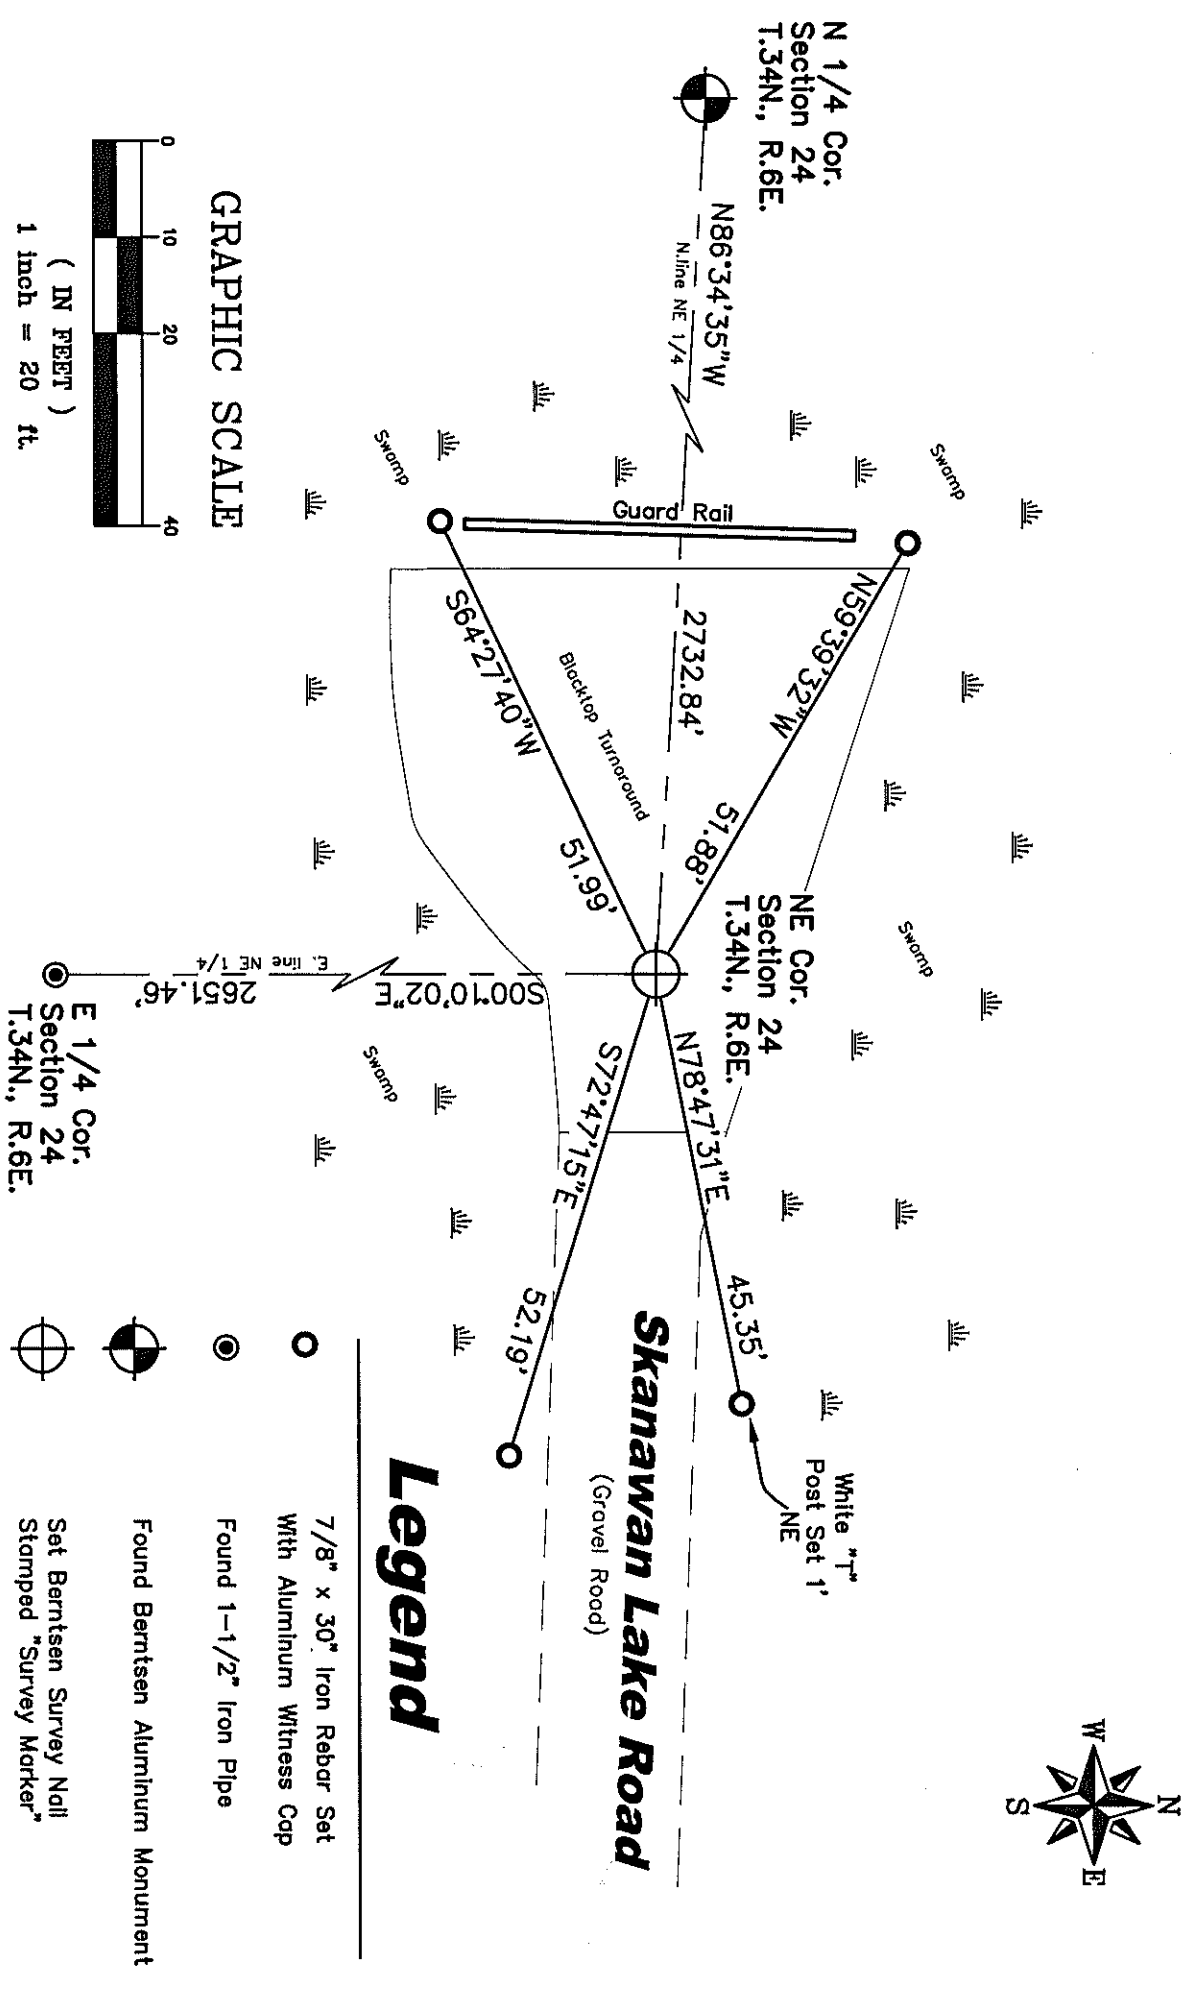 N 1/4 Cor.
Section 24
T.34N., R.6E.
N86°34'35"W
N.line NE 1/4
Swamp
Swamp
Guard Rail
N59°39'32"W
51.88'
2732.84'
Blacktop Turnaround
S64°27'40"W
51.99'
NE Cor.
Section 24
T.34N., R.6E.
Swamp
N78°47'31"E
45.35'
S72°47'15"E
52.19'
S00°10'02"E
2651.46'
E. line NE 1/4
Swamp
E 1/4 Cor.
Section 24
T.34N., R.6E.
White "T"
Post Set 1'
NE
Skanawan Lake Road
(Gravel Road)
N
W
E
S
GRAPHIC SCALE
0
10
20
40
( IN FEET )
1 inch = 20 ft.
Legend
7/8" x 30" Iron Rebar Set
With Aluminum Witness Cap
Found 1-1/2" Iron Pipe
Found Berntsen Aluminum Monument
Set Berntsen Survey Nail
Stamped "Survey Marker"